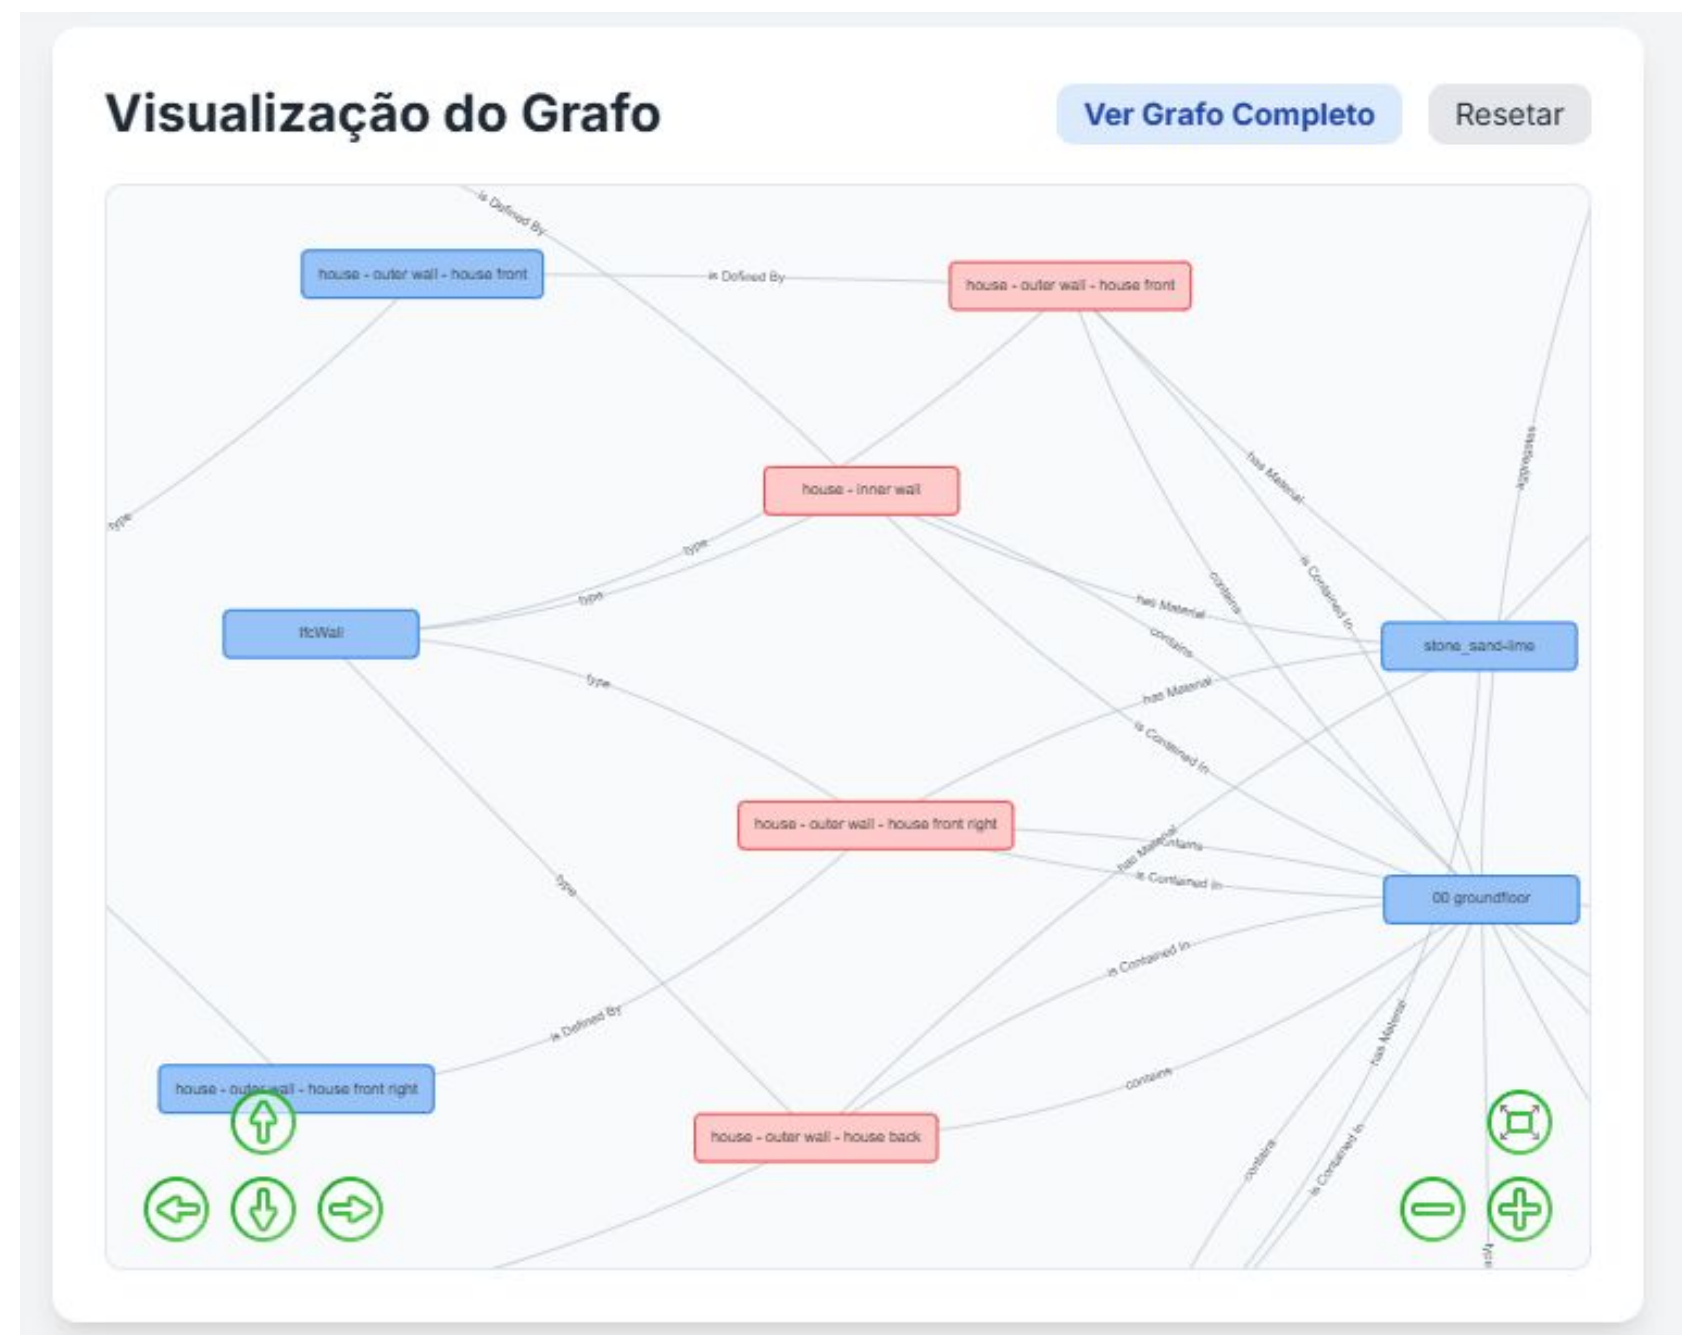 Visualização do Grafo
Ver Grafo Completo
Resetar
is Defined By
house - outer wall - house front
is Defined By
house - outer wall - house front
aggregates
has Material
house - inner wall
type
type
type
is Contained In
contains
has Material
IfcWall
contains
stone_sand-lime
type
has Material
is Contained In
house - outer wall - house front right
has Material
is Contained In
type
00 groundfloor
is Contained In
is Defined By
has Material
contains
house - outer wall - house front right
house - outer wall - house back
contains
is Contained In
type